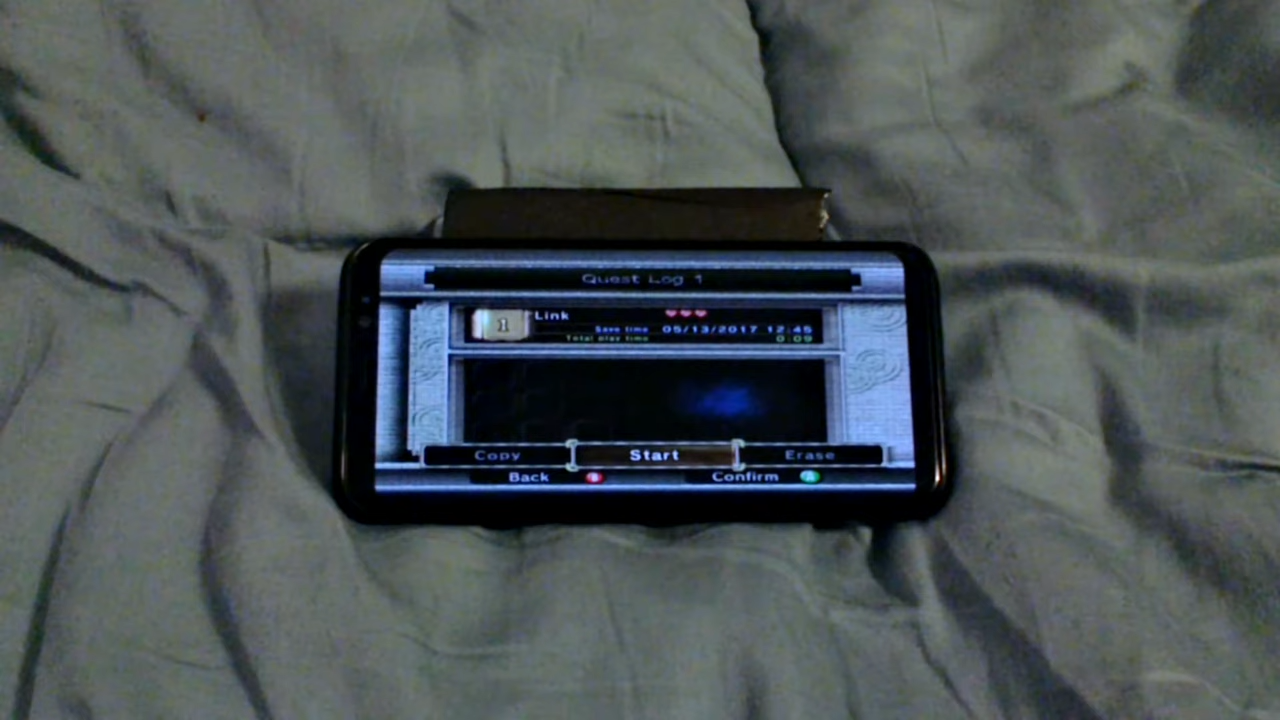 Quest Log 1
1 Link
Save time 05/13/2017 12:45
Total play time 0:09
Copy Start Erase
Back B Confirm A